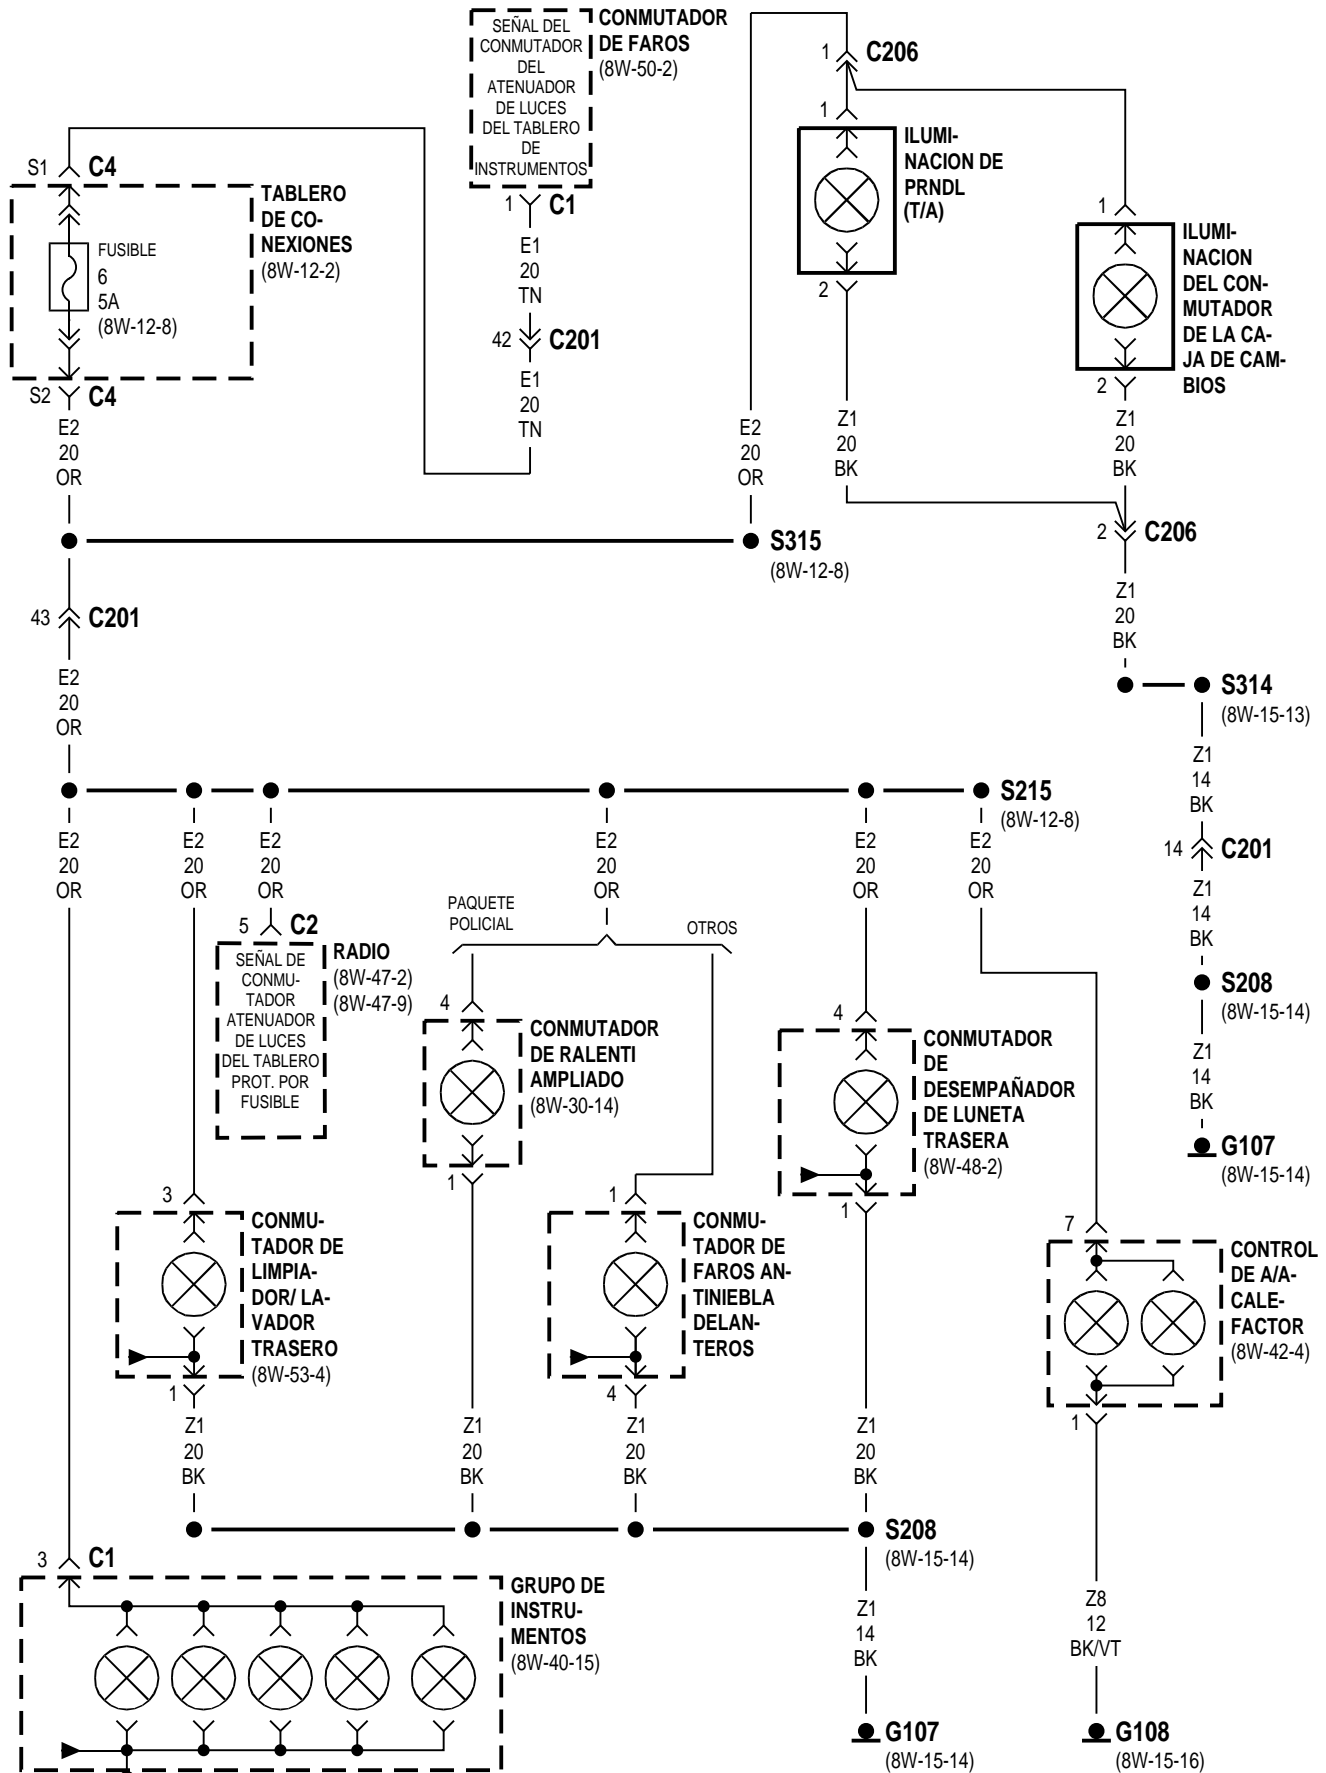 SEÑAL DEL
CONMUTADOR
DEL
ATENUADOR
DE LUCES
DEL TABLERO
DE
INSTRUMENTOS
CONMUTADOR
DE FAROS
(8W-50-2)
1 C1
E1
20
TN
42 C201
E1
20
TN
S1 C4
TABLERO
DE CO-
NEXIONES
(8W-12-2)
FUSIBLE
6
5A
(8W-12-8)
S2 C4
E2
20
OR
1 C206
1
ILUMI-
NACION DE
PRNDL
(T/A)
2
Z1
20
BK
1
ILUMI-
NACION
DEL CON-
MUTADOR
DE LA CA-
JA DE CAM-
BIOS
2
Z1
20
BK
E2
20
OR
S315
(8W-12-8)
2 C206
Z1
20
BK
S314
(8W-15-13)
Z1
14
BK
14 C201
Z1
14
BK
S208
(8W-15-14)
Z1
14
BK
G107
(8W-15-14)
43 C201
E2
20
OR
S215
(8W-12-8)
E2
20
OR
E2
20
OR
E2
20
OR
E2
20
OR
E2
20
OR
E2
20
OR
5 C2
SEÑAL DE
CONMU-
TADOR
ATENUADOR
DE LUCES
DEL TABLERO
PROT. POR
FUSIBLE
RADIO
(8W-47-2)
(8W-47-9)
PAQUETE
POLICIAL
OTROS
4
CONMUTADOR
DE RALENTI
AMPLIADO
(8W-30-14)
1
4
CONMUTADOR
DE
DESEMPAÑADOR
DE LUNETA
TRASERA
(8W-48-2)
1
3
CONMU-
TADOR DE
LIMPIA-
DOR/ LA-
VADOR
TRASERO
(8W-53-4)
1
1
CONMU-
TADOR DE
FAROS AN-
TINIEBLA
DELAN-
TEROS
4
7
CONTROL
DE A/A-
CALE-
FACTOR
(8W-42-4)
1
Z1
20
BK
Z1
20
BK
Z1
20
BK
Z1
20
BK
S208
(8W-15-14)
Z1
14
BK
G107
(8W-15-14)
Z8
12
BK/VT
G108
(8W-15-16)
3 C1
GRUPO DE
INSTRU-
MENTOS
(8W-40-15)